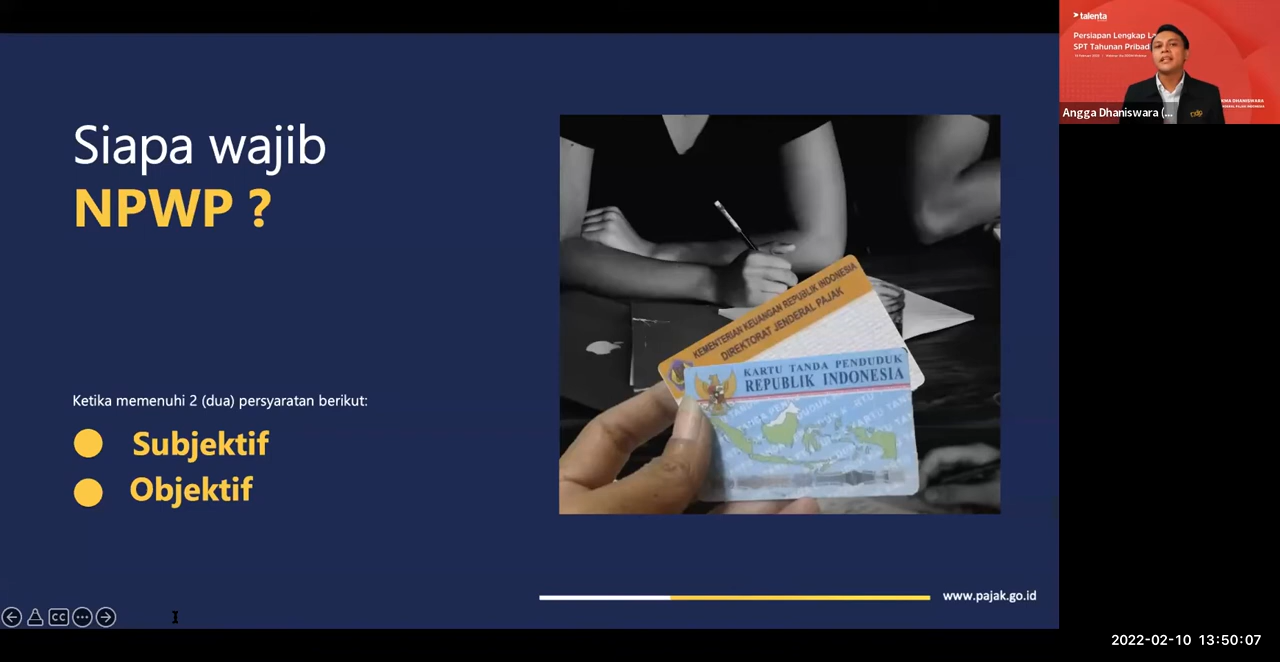 Siapa wajib
NPWP ?
Ketika memenuhi 2 (dua) persyaratan berikut:
Subjektif
Objektif
KEMENTERIAN KEUANGAN REPUBLIK INDONESIA
DIREKTORAT JENDERAL PAJAK
KARTU TANDA PENDUDUK
REPUBLIK INDONESIA
www.pajak.go.id
CC
talenta
Persiapan Lengkap
SPT Tahunan Pribad
Angga Dhaniswara (...
2022-02-10 13:50:07